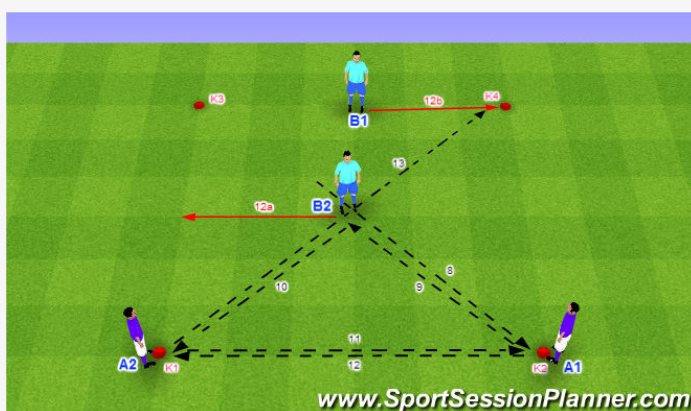 K3
K4
12b
B1
13
B2
12a
8
10
9
11
A2
K1
12
K2
A1
www.SportSessionPlanner.com